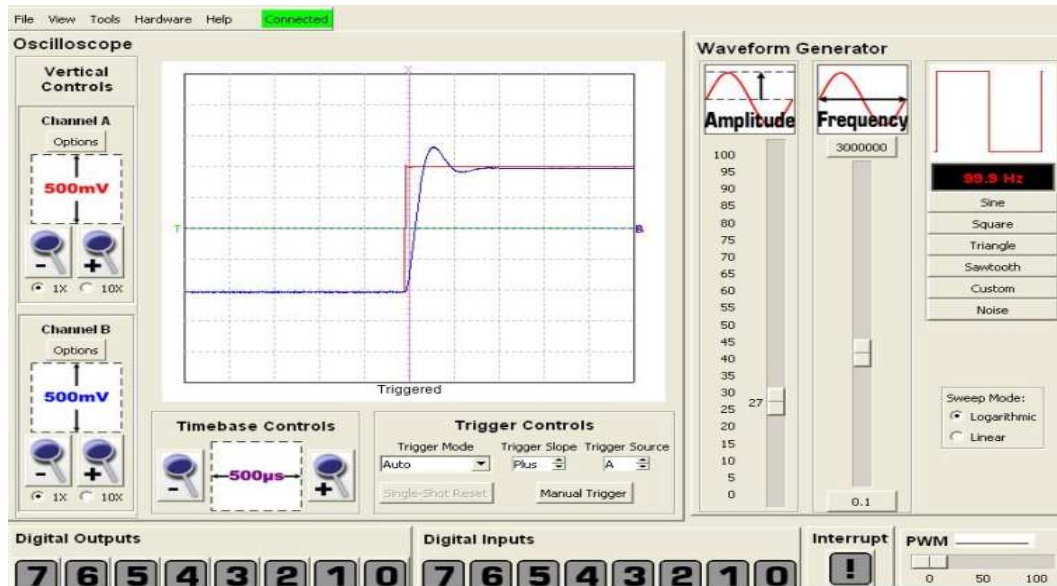 File View Tools Hardware Help Connected
Oscilloscope
Vertical
Controls
Channel A
Options
500mV
- +
1X 10X
Channel B
Options
500mV
- +
1X 10X
T
B
Triggered
Timebase Controls
- 500µs +
Trigger Controls
Trigger Mode Trigger Slope Trigger Source
Auto Plus A
Single-Shot Reset Manual Trigger
Waveform Generator
Amplitude Frequency
3000000
100
95
90
85
80
75
70
65
60
55
50
45
40
35
30
27
25
20
15
10
5
0
0.1
99.9 Hz
Sine
Square
Triangle
Sawtooth
Custom
Noise
Sweep Mode:
Logarithmic
Linear
Digital Outputs
7 6 5 4 3 2 1 0
Digital Inputs
7 6 5 4 3 2 1 0
Interrupt
!
PWM
0 50 100